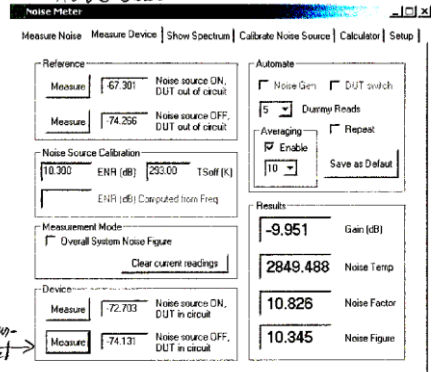 Noise Meter
Measure Noise Measure Device Show Spectrum Calibrate Noise Source Calculator Setup
Reference
Measure -67.301 Noise source ON, DUT out of circuit
Measure -74.266 Noise source OFF, DUT out of circuit
Noise Source Calibration
10.300 ENR (dB) 293.00 TSoff (K)
ENR (dB) Computed from Freq
Measurement Mode
Overall System Noise Figure
Clear current readings
Device
Measure -72.703 Noise source ON, DUT in circuit
Measure -74.131 Noise source OFF, DUT in circuit
Automate
Noise Gen DUT switch
5 Dummy Reads
Averaging
Enable
10
Repeat
Save as Defaut
Results
-9.951 Gain (dB)
2849.488 Noise Temp
10.826 Noise Factor
10.345 Noise Figure